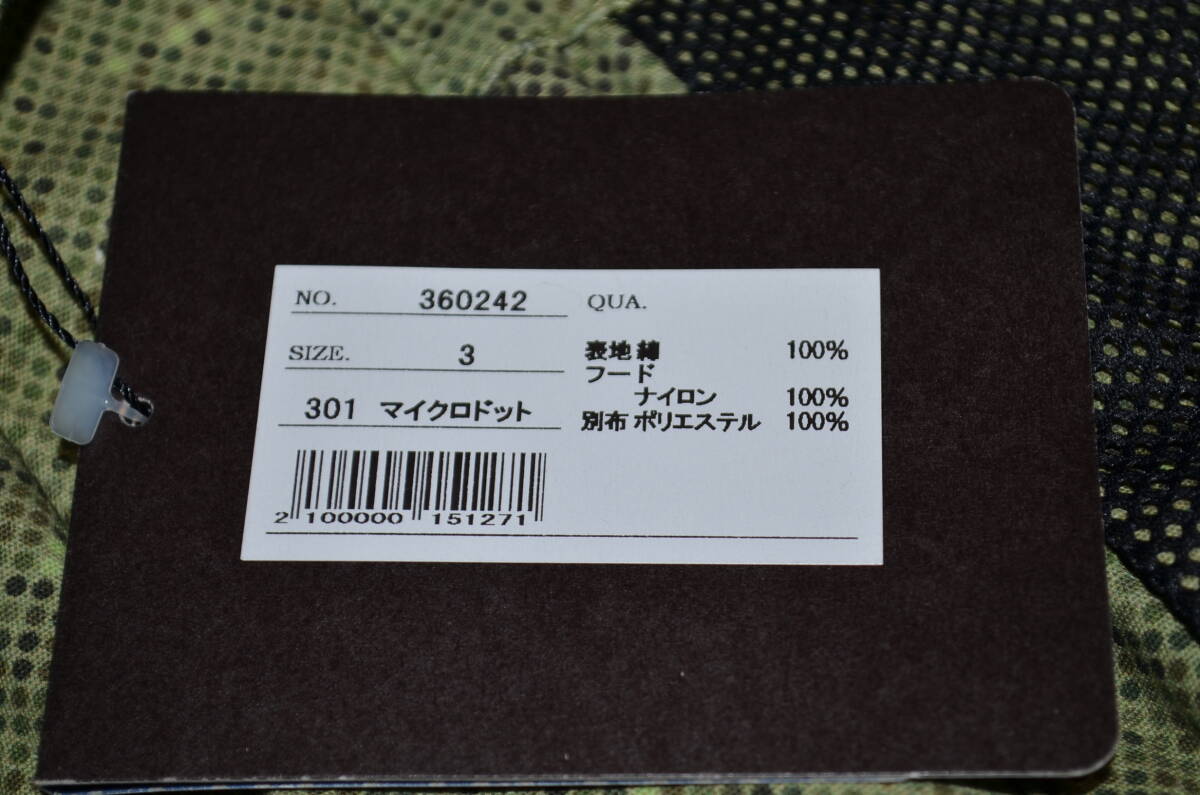 NO. 360242
SIZE. 3
301 マイクロドット
2 100000 151271
QUA.
表地 綿 100%
フード
ナイロン 100%
別布 ポリエステル 100%